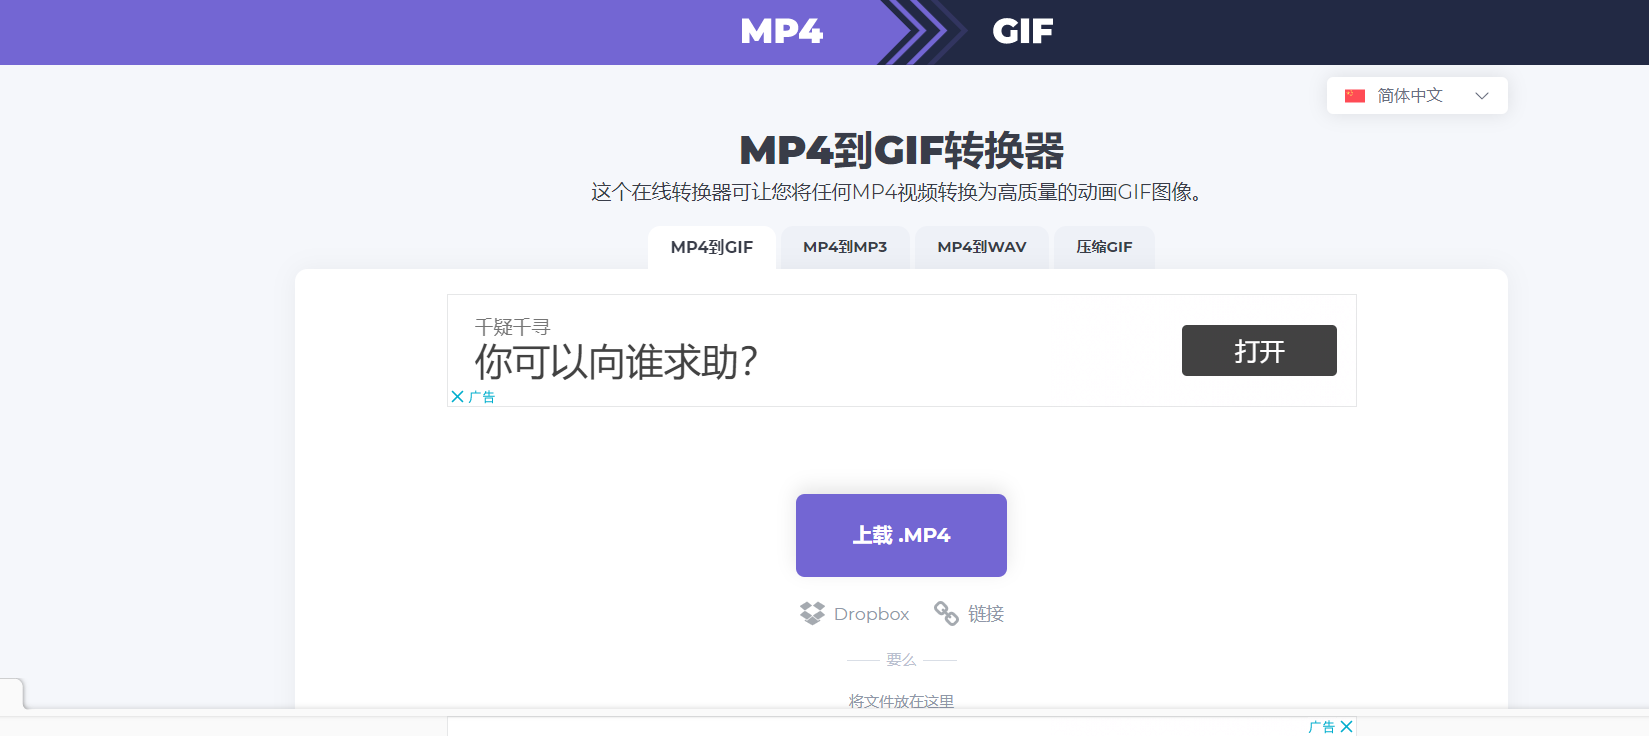 MP4 GIF
简体中文
MP4到GIF转换器
这个在线转换器可让您将任何MP4视频转换为高质量的动画GIF图像。
MP4到GIF MP4到MP3 MP4到WAV 压缩GIF
千疑千寻
你可以向谁求助?
打开
广告
上载 .MP4
Dropbox 链接
要么
将文件放在这里
广告